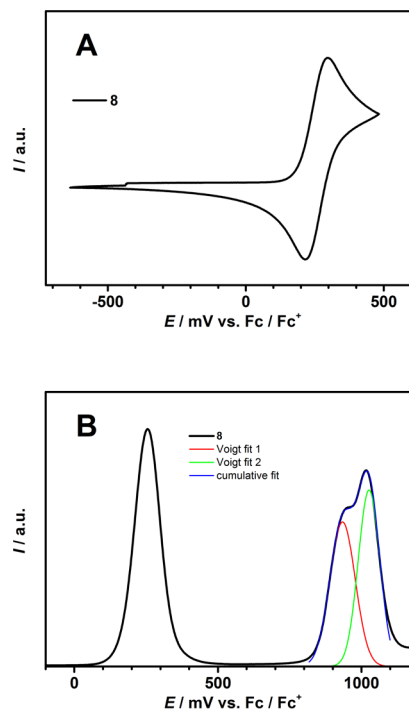 A
8
I / a.u.
-500 0 500
E / mV vs. Fc / Fc⁺
B
8
Voigt fit 1
Voigt fit 2
cumulative fit
I / a.u.
0 500 1000
E / mV vs. Fc / Fc⁺